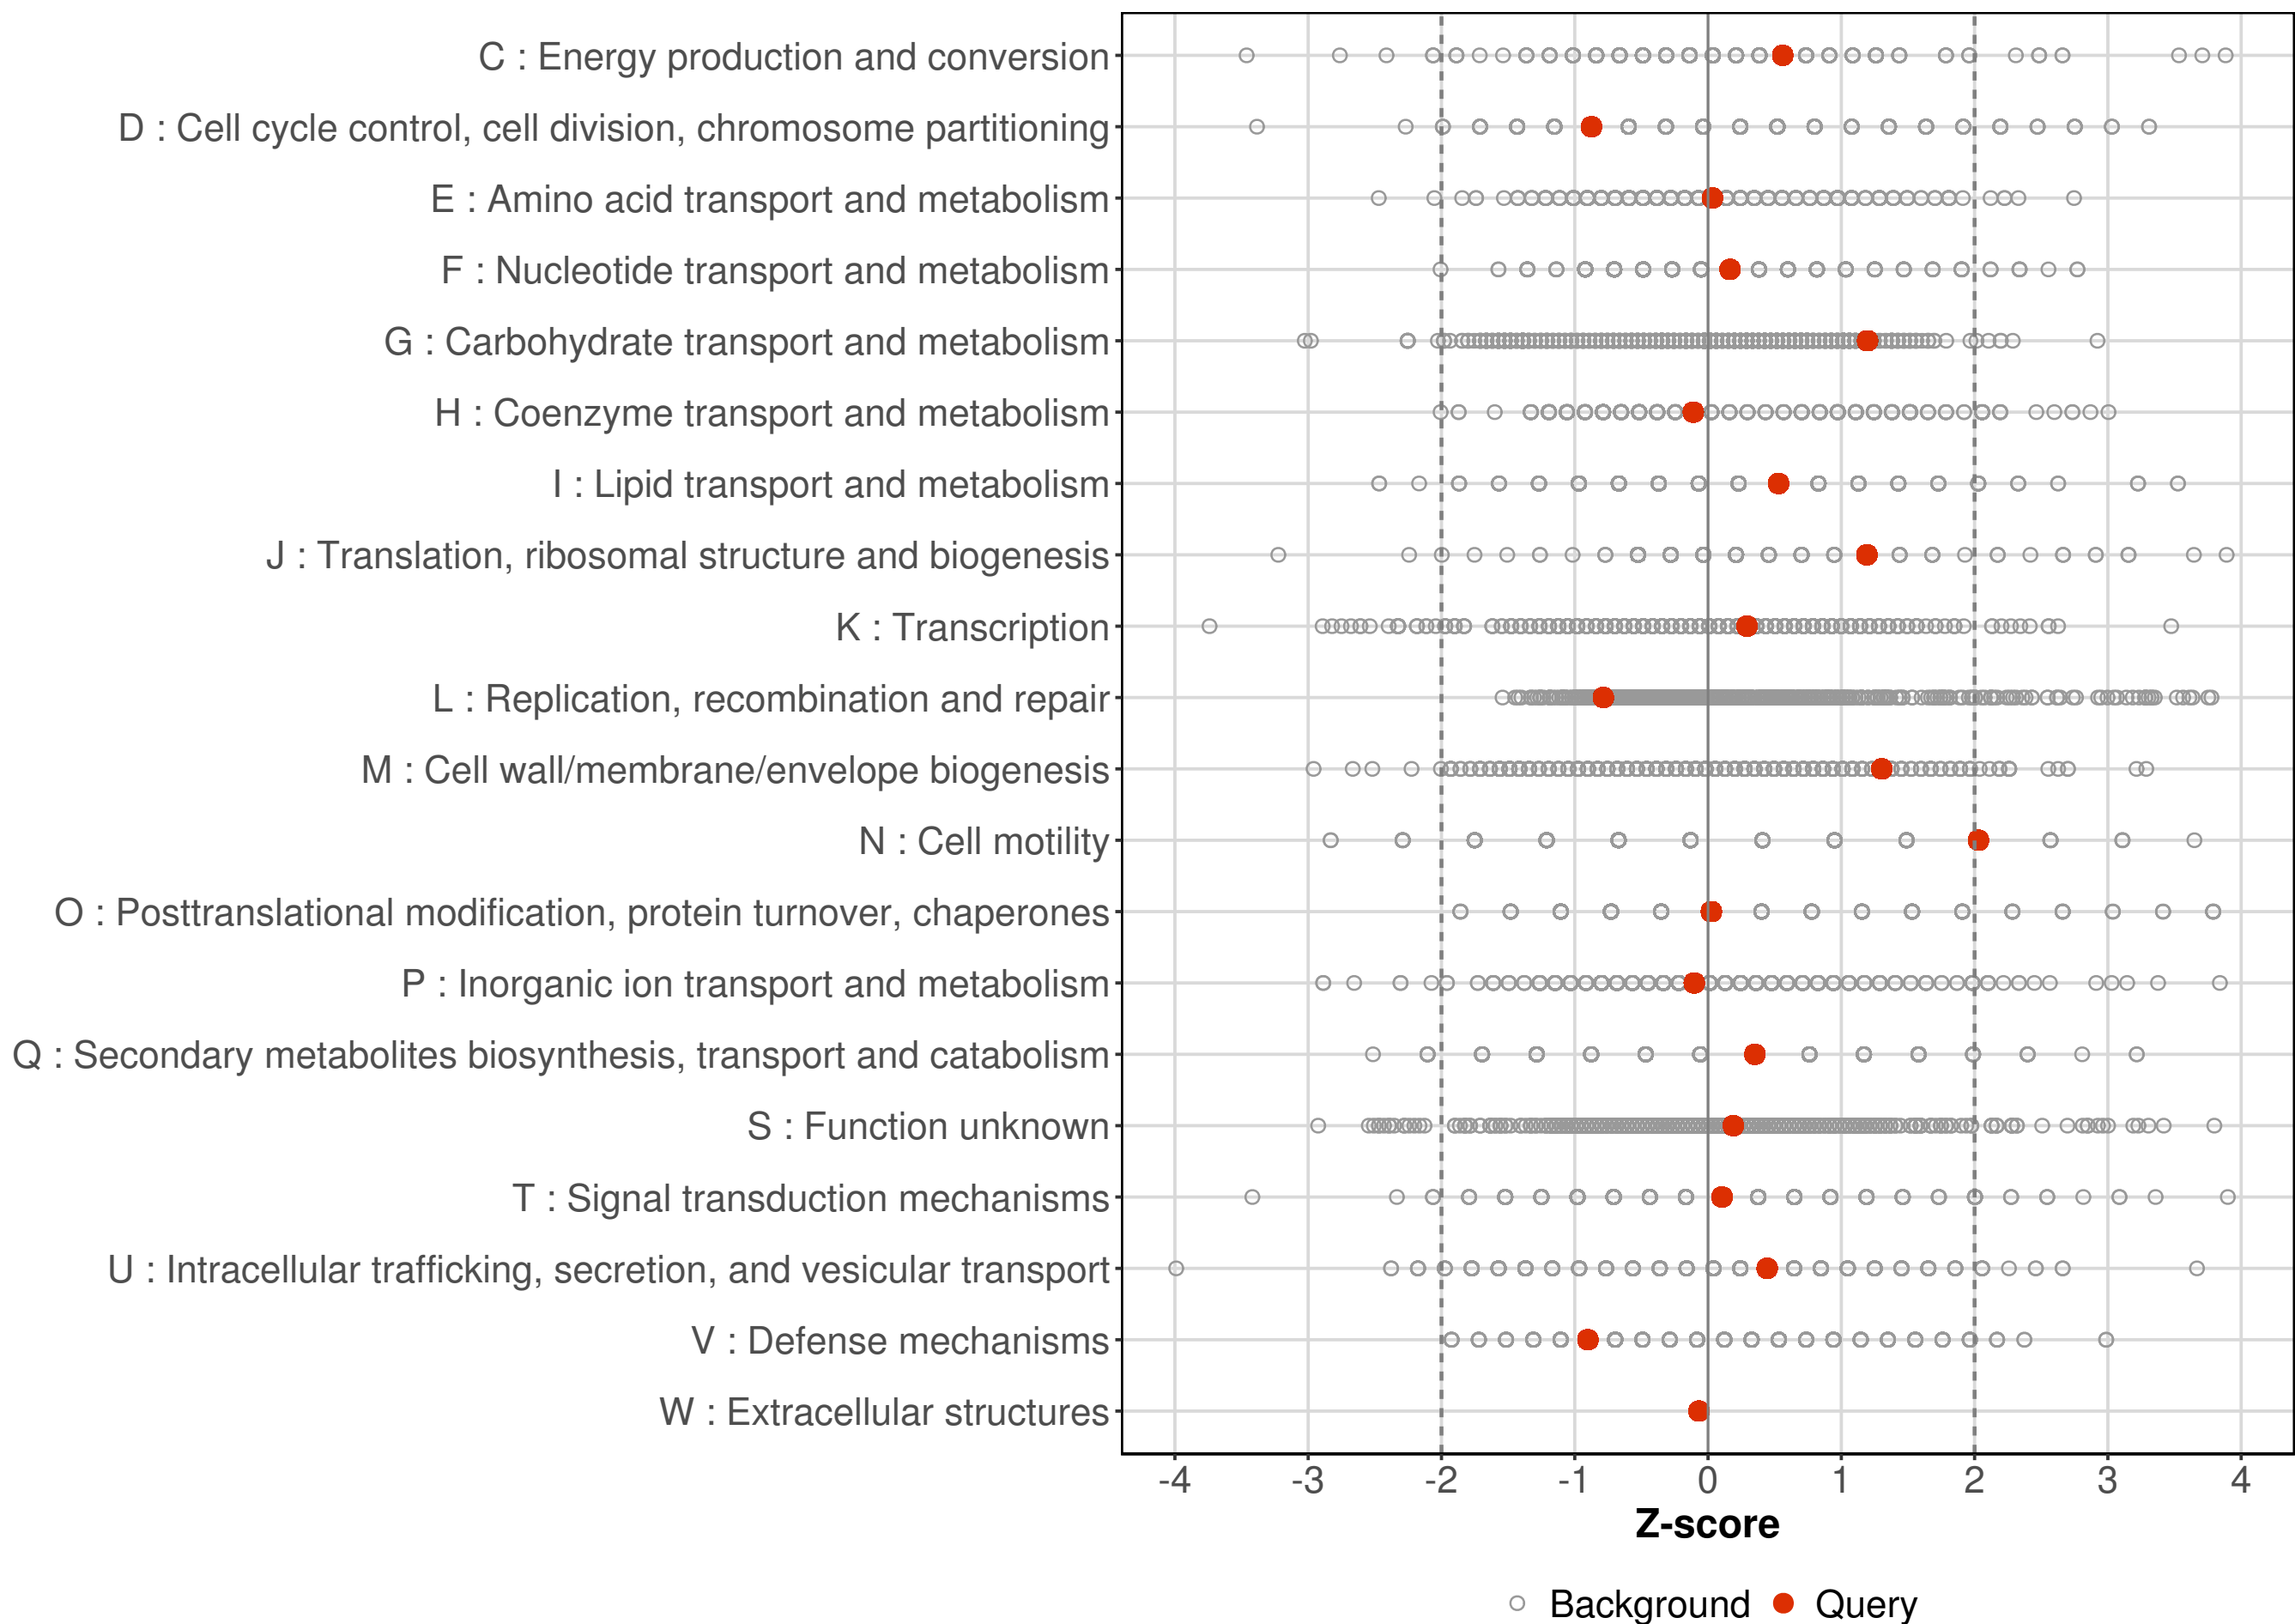 C : Energy production and conversion
D : Cell cycle control, cell division, chromosome partitioning
E : Amino acid transport and metabolism
F : Nucleotide transport and metabolism
G : Carbohydrate transport and metabolism
H : Coenzyme transport and metabolism
I : Lipid transport and metabolism
J : Translation, ribosomal structure and biogenesis
K : Transcription
L : Replication, recombination and repair
M : Cell wall/membrane/envelope biogenesis
N : Cell motility
O : Posttranslational modification, protein turnover, chaperones
P : Inorganic ion transport and metabolism
Q : Secondary metabolites biosynthesis, transport and catabolism
S : Function unknown
T : Signal transduction mechanisms
U : Intracellular trafficking, secretion, and vesicular transport
V : Defense mechanisms
W : Extracellular structures
-4 -3 -2 -1 0 1 2 3 4
Z-score
Background Query